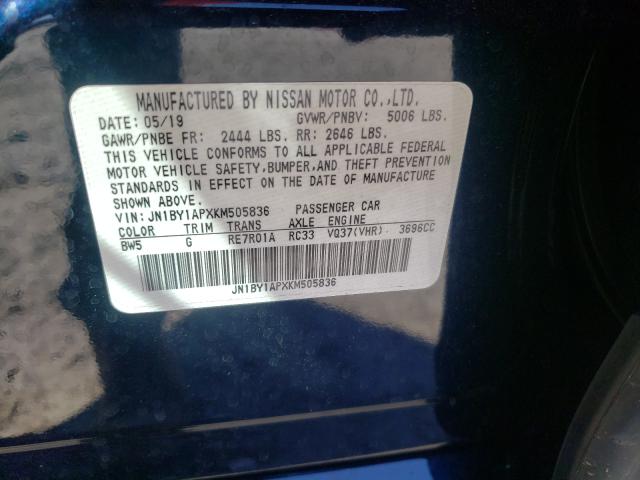 MANUFACTURED BY NISSAN MOTOR CO.,LTD.
DATE: 05/19 GVWR/PNBV: 5006 LBS.
GAWR/PNBE FR: 2444 LBS. RR: 2646 LBS.
THIS VEHICLE CONFORMS TO ALL APPLICABLE FEDERAL
MOTOR VEHICLE SAFETY,BUMPER,AND THEFT PREVENTION
STANDARDS IN EFFECT ON THE DATE OF MANUFACTURE
SHOWN ABOVE.
VIN: JN1BY1APXKM505836 PASSENGER CAR
COLOR TRIM TRANS AXLE ENGINE
BW5 G RE7R01A RC33 VQ37(VHR) 3696CC
JN1BY1APXKM505836